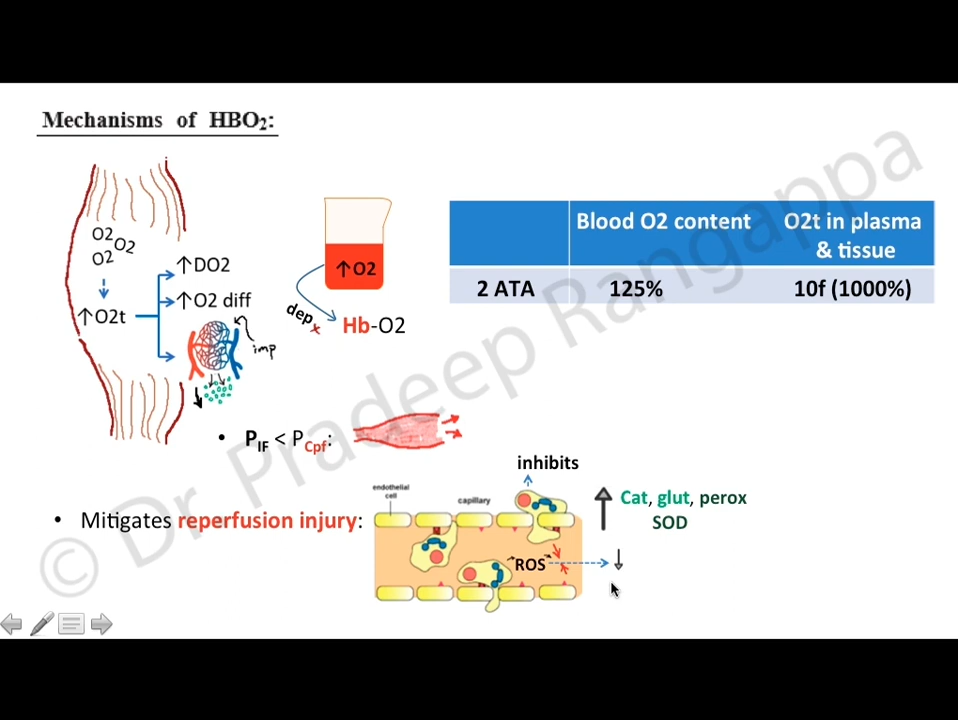 Mechanisms of HBO2:
O2
O2
O2
↑O2t
↑DO2
↑O2 diff
imp
↑O2
dep x
Hb-O2
Blood O2 content
O2t in plasma
& tissue
2 ATA
125%
10f (1000%)
• PIF < PCpf:
• Mitigates reperfusion injury:
endothelial
cell
capillary
inhibits
ROS
Cat, glut, perox
SOD
© Dr. Pradeep Rangappa